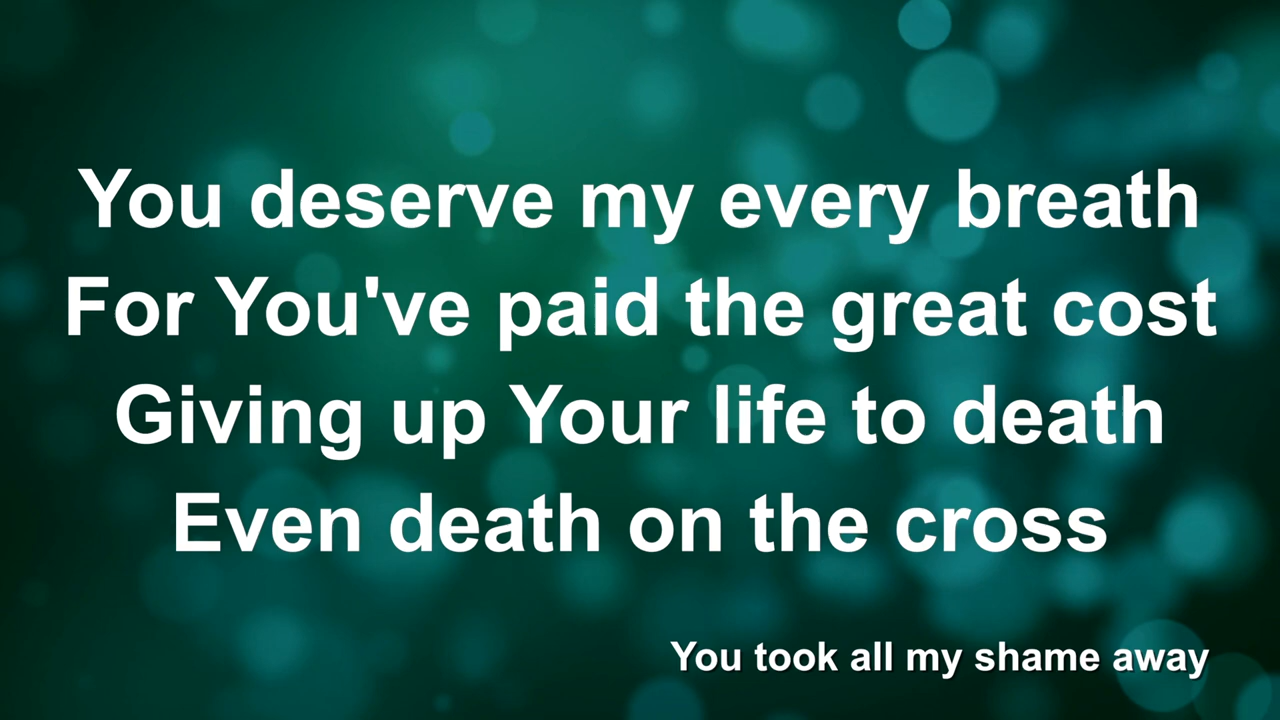 You deserve my every breath
For You've paid the great cost
Giving up Your life to death
Even death on the cross
You took all my shame away